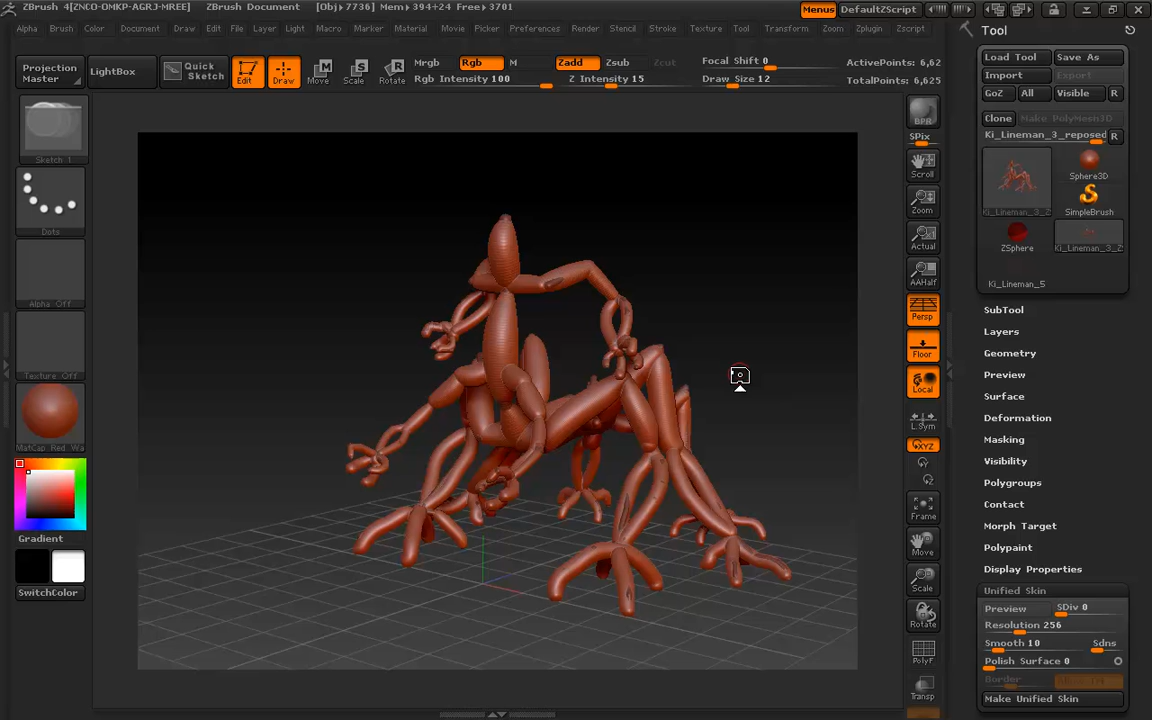 ZBrush 4[ZNCO-OMKP-AGRJ-MREE] ZBrush Document [Obj>7736] Mem>394+24 Free>3701 Menus DefaultZScript
Alpha Brush Color Document Draw Edit File Layer Light Macro Marker Material Movie Picker Preferences Render Stencil Stroke Texture Tool Transform Zoom Zplugin Zscript
Projection Master
LightBox
Quick Sketch
Edit Draw Move Scale Rotate
Mrgb Rgb M
Rgb Intensity 100
Zadd Zsub Zcut
Z Intensity 15
Focal Shift 0
Draw Size 12
ActivePoints: 6,62
TotalPoints: 6,625
Sketch 1
Dots
Alpha Off
Texture Off
MatCap Red Wa
Gradient
SwitchColor
BPR
SPix
Scroll
Zoom
Actual
AAHalf
Persp
Floor
Local
L.Sym
XYZ
Frame
Move
Scale
Rotate
PolyF
Transp
Tool
Load Tool Save As
Import Export
GoZ All Visible R
Clone Make PolyMesh3D
Ki_Lineman_3_reposed R
Sphere3D
Ki_Lineman_3_Z SimpleBrush
ZSphere Ki_Lineman_3_Z
Ki_Lineman_5
SubTool
Layers
Geometry
Preview
Surface
Deformation
Masking
Visibility
Polygroups
Contact
Morph Target
Polypaint
Display Properties
Unified Skin
Preview SDiv 0
Resolution 256
Smooth 10 Sdns
Polish Surface 0
Border
Make Unified Skin